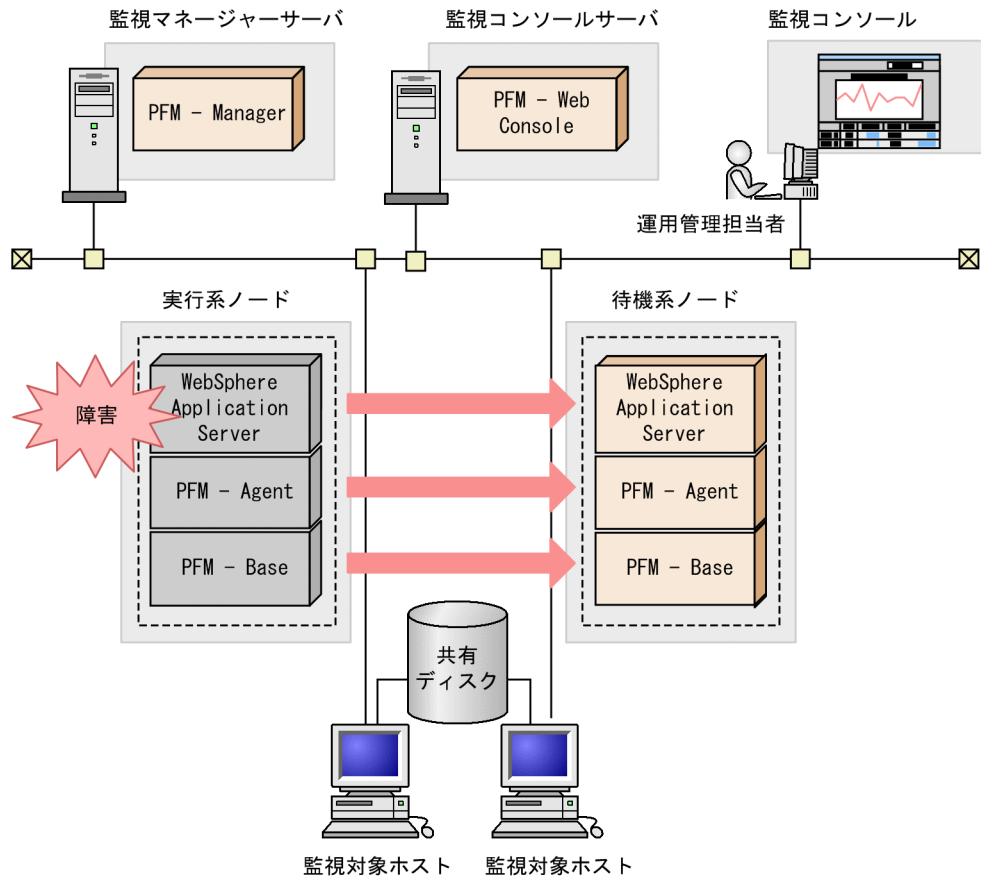 監視マネージャーサーバ
監視コンソールサーバ
監視コンソール
PFM － Manager
PFM － Web
Console
運用管理担当者
実行系ノード
待機系ノード
障害
WebSphere
Application
Server
PFM － Agent
PFM － Base
WebSphere
Application
Server
PFM － Agent
PFM － Base
共有
ディスク
監視対象ホスト
監視対象ホスト